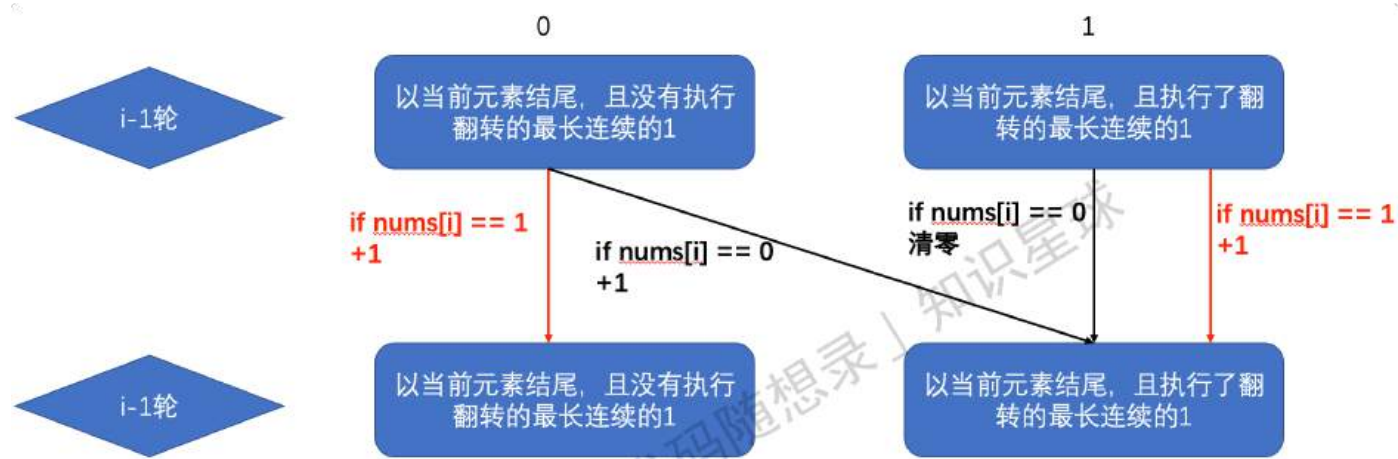 0
1
i-1轮
以当前元素结尾，且没有执行
翻转的最长连续的1
以当前元素结尾，且执行了翻
转的最长连续的1
if nums[i] == 1
+1
if nums[i] == 0
+1
if nums[i] == 0
清零
if nums[i] == 1
+1
i-1轮
以当前元素结尾，且没有执行
翻转的最长连续的1
以当前元素结尾，且执行了翻
转的最长连续的1
码随想录」知识星球